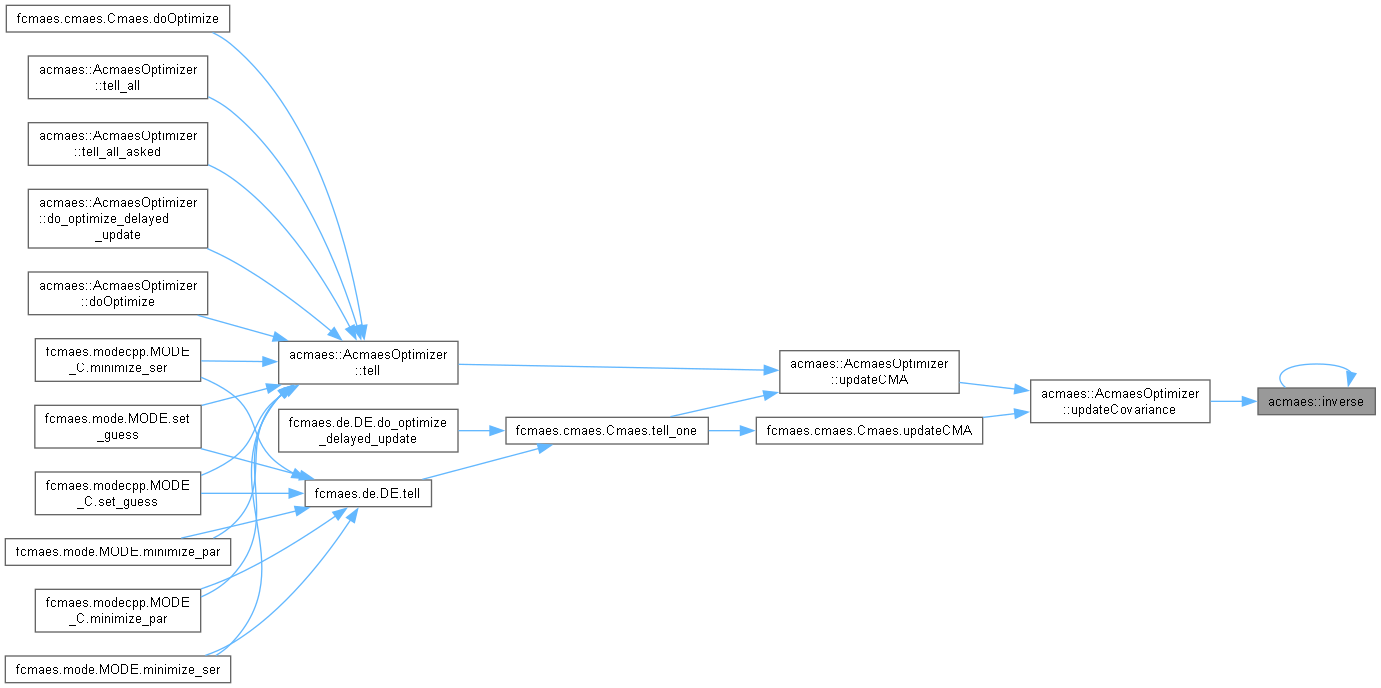 fcmaes.cmaes.Cmaes.doOptimize
acmaes::AcmaesOptimizer
::tell_all
acmaes::AcmaesOptimizer
::tell_all_asked
acmaes::AcmaesOptimizer
::do_optimize_delayed
_update
acmaes::AcmaesOptimizer
::doOptimize
fcmaes.modecpp.MODE
_C.minimize_ser
fcmaes.mode.MODE.set
_guess
fcmaes.modecpp.MODE
_C.set_guess
fcmaes.mode.MODE.minimize_par
fcmaes.modecpp.MODE
_C.minimize_par
fcmaes.mode.MODE.minimize_ser
acmaes::AcmaesOptimizer
::tell
fcmaes.de.DE.do_optimize
_delayed_update
fcmaes.de.DE.tell
fcmaes.cmaes.Cmaes.tell_one
acmaes::AcmaesOptimizer
::updateCMA
fcmaes.cmaes.Cmaes.updateCMA
acmaes::AcmaesOptimizer
::updateCovariance
acmaes::inverse